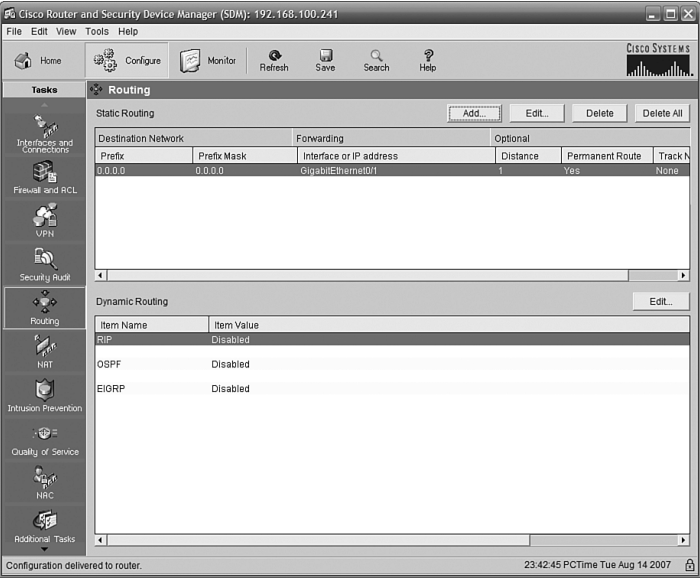 Cisco Router and Security Device Manager (SDM): 192.168.100.241
File Edit View Tools Help
Home Configure Monitor Refresh Save Search Help
CISCO SYSTEMS
Tasks
Interfaces and
Connections
Firewall and ACL
VPN
Security Audit
Routing
NAT
Intrusion Prevention
Quality of Service
NAC
Additional Tasks
Routing
Static Routing Add... Edit... Delete Delete All
Destination Network Forwarding Optional
Prefix Prefix Mask Interface or IP address Distance Permanent Route Track N
0.0.0.0 0.0.0.0 GigabitEthernet0/1 1 Yes None
Dynamic Routing Edit...
Item Name Item Value
RIP Disabled
OSPF Disabled
EIGRP Disabled
Configuration delivered to router. 23:42:45 PCTime Tue Aug 14 2007